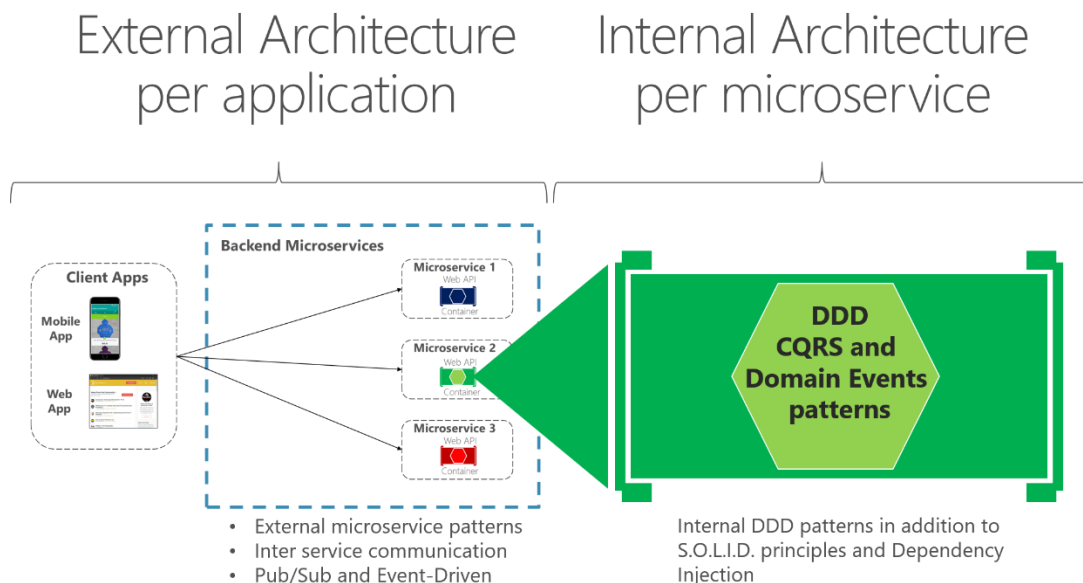 External Architecture
per application
Internal Architecture
per microservice
Backend Microservices
Client Apps
Mobile
App
Web
App
Microservice 1
Web API
Container
Microservice 2
Web API
Container
Microservice 3
Web API
Container
DDD
CQRS and
Domain Events
patterns
• External microservice patterns
• Inter service communication
• Pub/Sub and Event-Driven
Internal DDD patterns in addition to
S.O.L.I.D. principles and Dependency
Injection